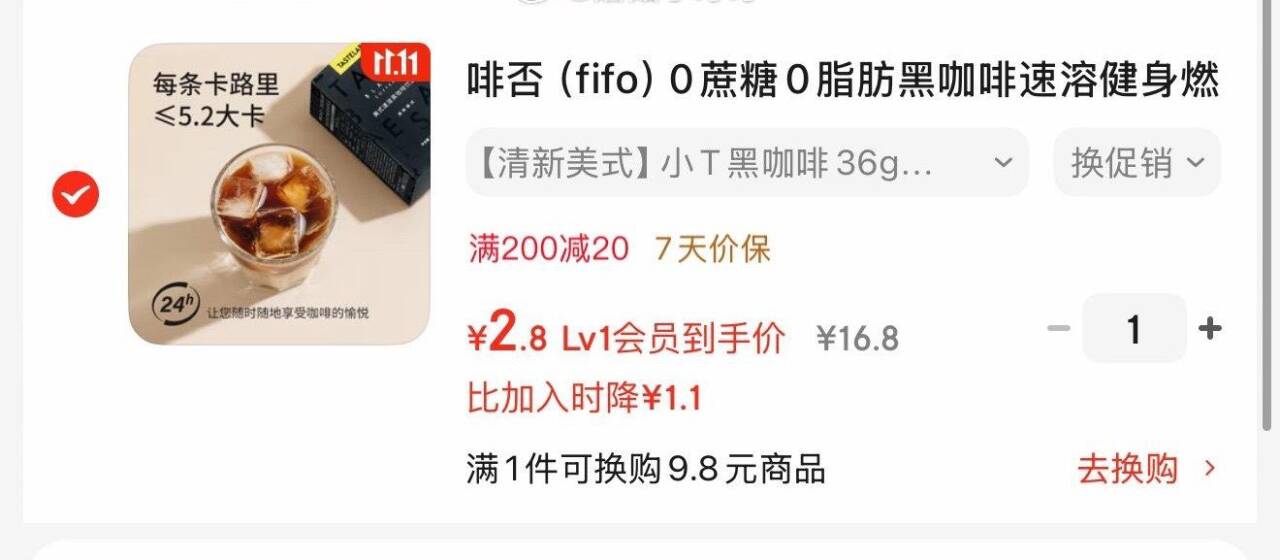 每条卡路里
≤5.2大卡
11.11
24h
让您随时随地享受咖啡的愉悦
啡否（fifo）0蔗糖0脂肪黑咖啡速溶健身燃
【清新美式】小T黑咖啡36g...
换促销
满200减20 7天价保
¥2.8 Lv1会员到手价 ¥16.8
1
比加入时降¥1.1
满1件可换购9.8元商品
去换购